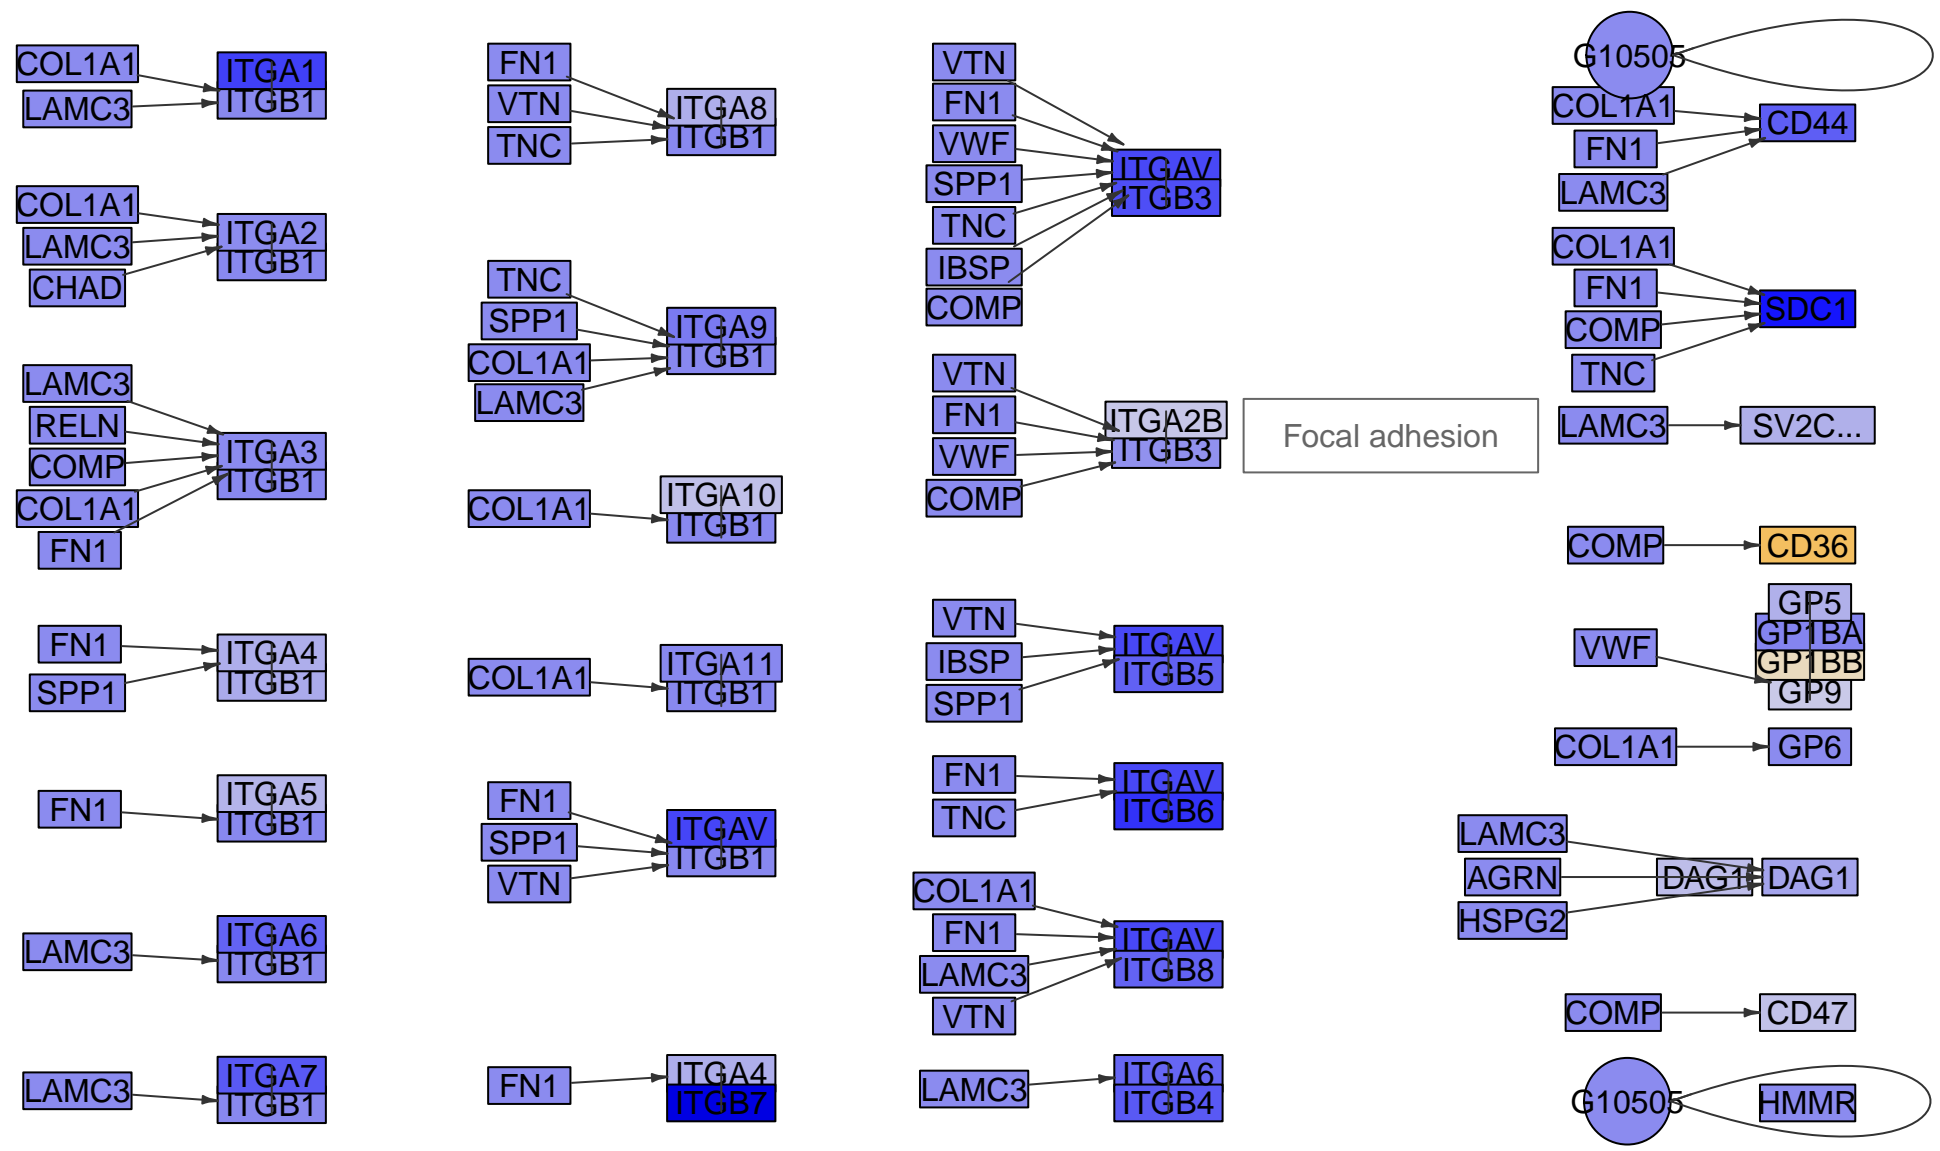 COL1A1
LAMC3
ITGA1
ITGB1
COL1A1
LAMC3
CHAD
ITGA2
ITGB1
LAMC3
RELN
COMP
COL1A1
FN1
ITGA3
ITGB1
FN1
SPP1
ITGA4
ITGB1
FN1
ITGA5
ITGB1
LAMC3
ITGA6
ITGB1
LAMC3
ITGA7
ITGB1
FN1
VTN
TNC
ITGA8
ITGB1
TNC
SPP1
COL1A1
LAMC3
ITGA9
ITGB1
COL1A1
ITGA10
ITGB1
COL1A1
ITGA11
ITGB1
FN1
SPP1
VTN
ITGAV
ITGB1
FN1
ITGA4
ITGB7
VTN
FN1
VWF
SPP1
TNC
IBSP
COMP
ITGAV
ITGB3
VTN
FN1
VWF
COMP
ITGA2B
ITGB3
Focal adhesion
VTN
IBSP
SPP1
ITGAV
ITGB5
FN1
TNC
ITGAV
ITGB6
COL1A1
FN1
LAMC3
VTN
ITGAV
ITGB8
LAMC3
ITGA6
ITGB4
G10505
COL1A1
FN1
LAMC3
CD44
COL1A1
FN1
COMP
TNC
SDC1
LAMC3
SV2C...
COMP
CD36
VWF
GP5
GP1BA
GP1BB
GP9
COL1A1
GP6
LAMC3
AGRN
HSPG2
DAG1
DAG1
COMP
CD47
G10505
HMMR